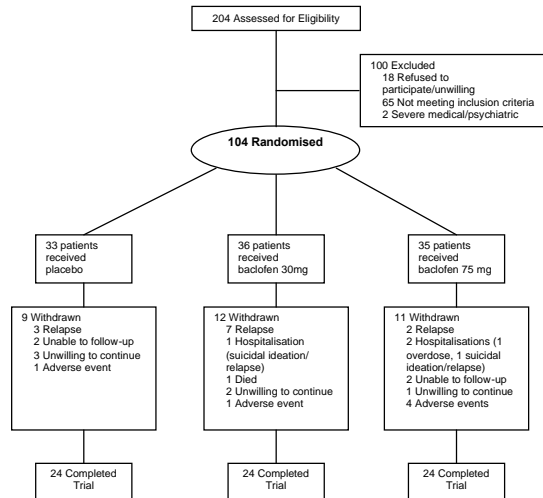 204 Assessed for Eligibility
100 Excluded
18 Refused to
participate/unwilling
65 Not meeting inclusion criteria
2 Severe medical/psychiatric
104 Randomised
33 patients
received
placebo
36 patients
received
baclofen 30mg
35 patients
received
baclofen 75 mg
9 Withdrawn
3 Relapse
2 Unable to follow-up
3 Unwilling to continue
1 Adverse event
12 Withdrawn
7 Relapse
1 Hospitalisation
(suicidal ideation/
relapse)
1 Died
2 Unwilling to continue
1 Adverse event
11 Withdrawn
2 Relapse
2 Hospitalisations (1
overdose, 1 suicidal
ideation/relapse)
2 Unable to follow-up
1 Unwilling to continue
4 Adverse events
24 Completed
Trial
24 Completed
Trial
24 Completed
Trial